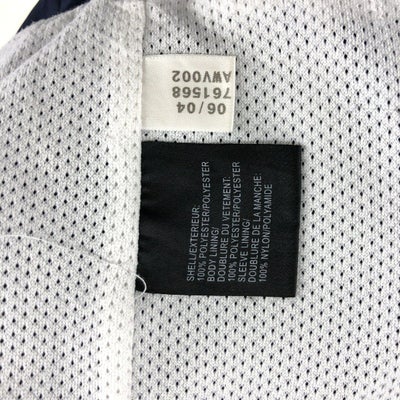 06/04
761568
AWV002
SHELL/EXTERIEUR:
100% POLYESTER/POLYESTER
BODY LINING/
DOUBLURE DU VETEMENT:
100% POLYESTER/POLYESTER
SLEEVE LINING/
DOUBLURE DE LA MANCHE:
100% NYLON/POLYAMIDE